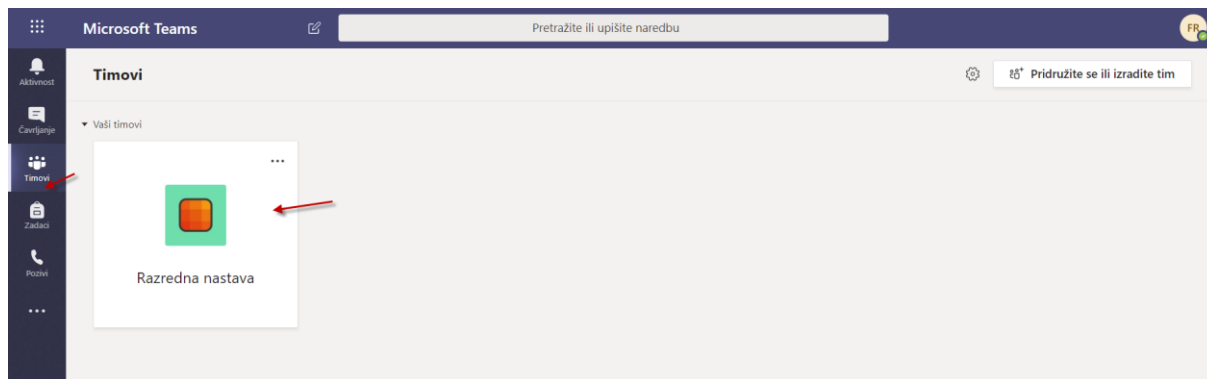 Microsoft Teams
Pretražite ili upišite naredbu
FR
Aktivnost
Čavrljanje
Timovi
Zadaci
Pozivi
Timovi
Pridružite se ili izradite tim
Vaši timovi
Razredna nastava